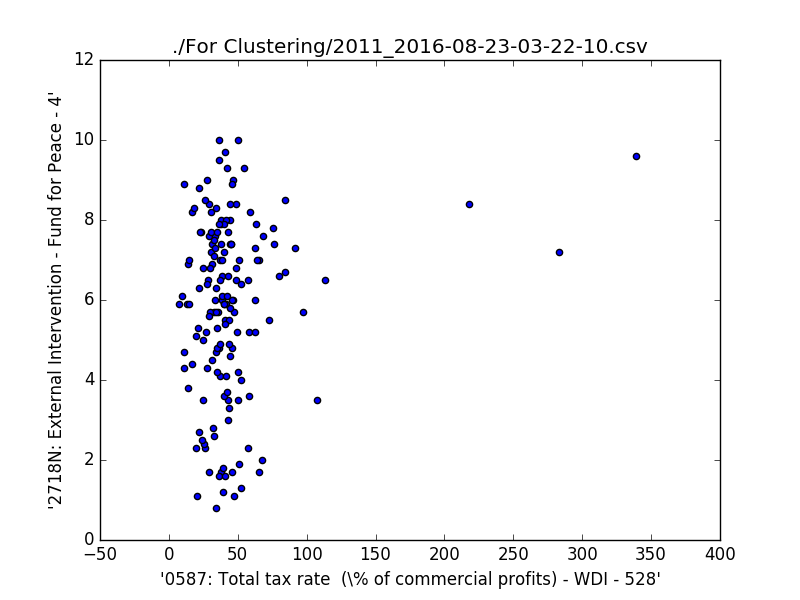 ./For Clustering/2011_2016-08-23-03-22-10.csv
12
10
8
6
4
2
0
'2718N: External Intervention - Fund for Peace - 4'
−50 0 50 100 150 200 250 300 350 400
'0587: Total tax rate  (\% of commercial profits) - WDI - 528'